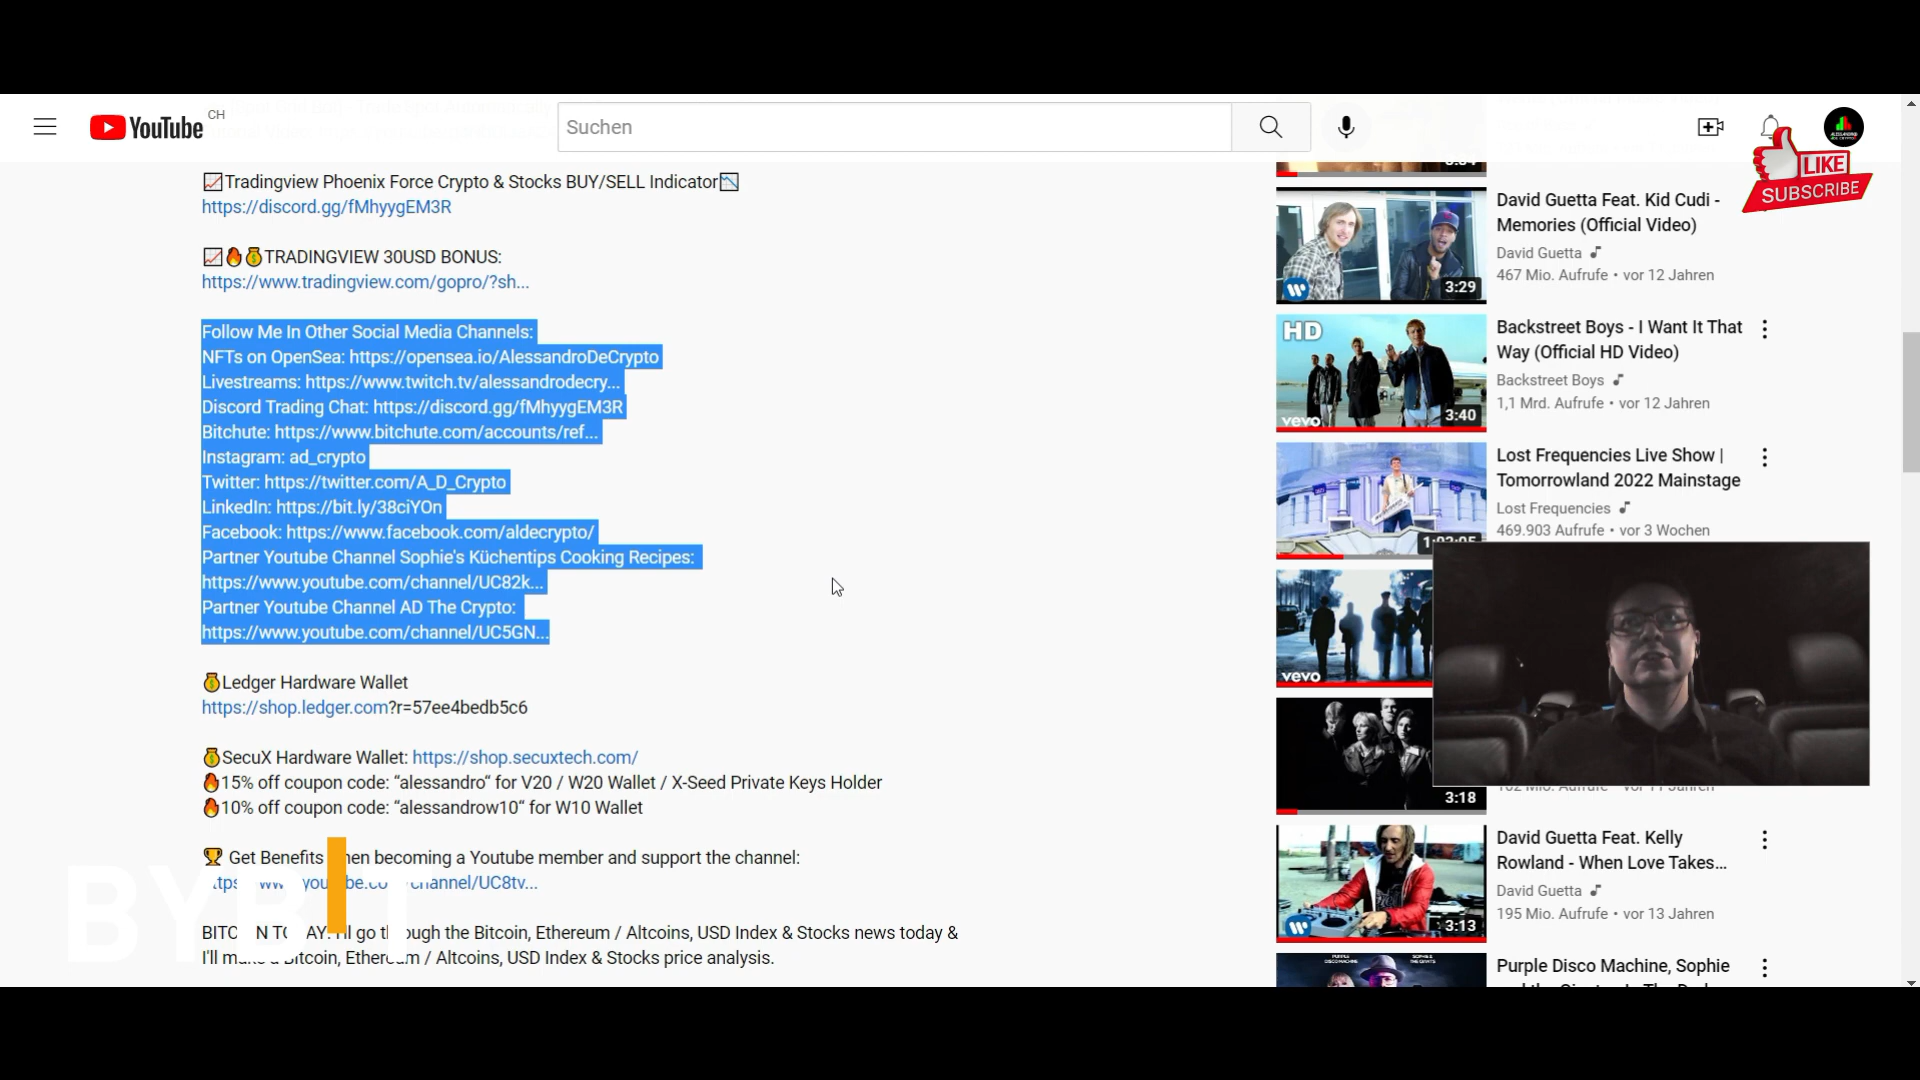 YouTube CH
Suchen
LIKE
SUBSCRIBE
📈Tradingview Phoenix Force Crypto & Stocks BUY/SELL Indicator📉
https://discord.gg/fMhyygEM3R
📈🔥💰TRADINGVIEW 30USD BONUS:
https://www.tradingview.com/gopro/?sh...
Follow Me In Other Social Media Channels:
NFTs on OpenSea: https://opensea.io/AlessandroDeCrypto
Livestreams: https://www.twitch.tv/alessandrodecry...
Discord Trading Chat: https://discord.gg/fMhyygEM3R
Bitchute: https://www.bitchute.com/accounts/ref...
Instagram: ad_crypto
Twitter: https://twitter.com/A_D_Crypto
LinkedIn: https://bit.ly/38ciYOn
Facebook: https://www.facebook.com/aldecrypto/
Partner Youtube Channel Sophie's Küchentips Cooking Recipes:
https://www.youtube.com/channel/UC82k...
Partner Youtube Channel AD The Crypto:
https://www.youtube.com/channel/UC5GN...
💰Ledger Hardware Wallet
https://shop.ledger.com?r=57ee4bedb5c6
💰SecuX Hardware Wallet: https://shop.secuxtech.com/
🔥15% off coupon code: “alessandro“ for V20 / W20 Wallet / X-Seed Private Keys Holder
🔥10% off coupon code: “alessandrow10“ for W10 Wallet
🏆 Get Benefits when becoming a Youtube member and support the channel:
channel/UC8tv...
BYBIT
go through the Bitcoin, Ethereum / Altcoins, USD Index & Stocks news today &
I'll make a Bitcoin, Ethereum / Altcoins, USD Index & Stocks price analysis.
David Guetta Feat. Kid Cudi -
Memories (Official Video)
David Guetta
467 Mio. Aufrufe • vor 12 Jahren
3:29
HD
Backstreet Boys - I Want It That
Way (Official HD Video)
Backstreet Boys
1,1 Mrd. Aufrufe • vor 12 Jahren
vevo
3:40
Lost Frequencies Live Show |
Tomorrowland 2022 Mainstage
Lost Frequencies
469.903 Aufrufe • vor 3 Wochen
vevo
3:18
David Guetta Feat. Kelly
Rowland - When Love Takes...
David Guetta
195 Mio. Aufrufe • vor 13 Jahren
3:13
Purple Disco Machine, Sophie